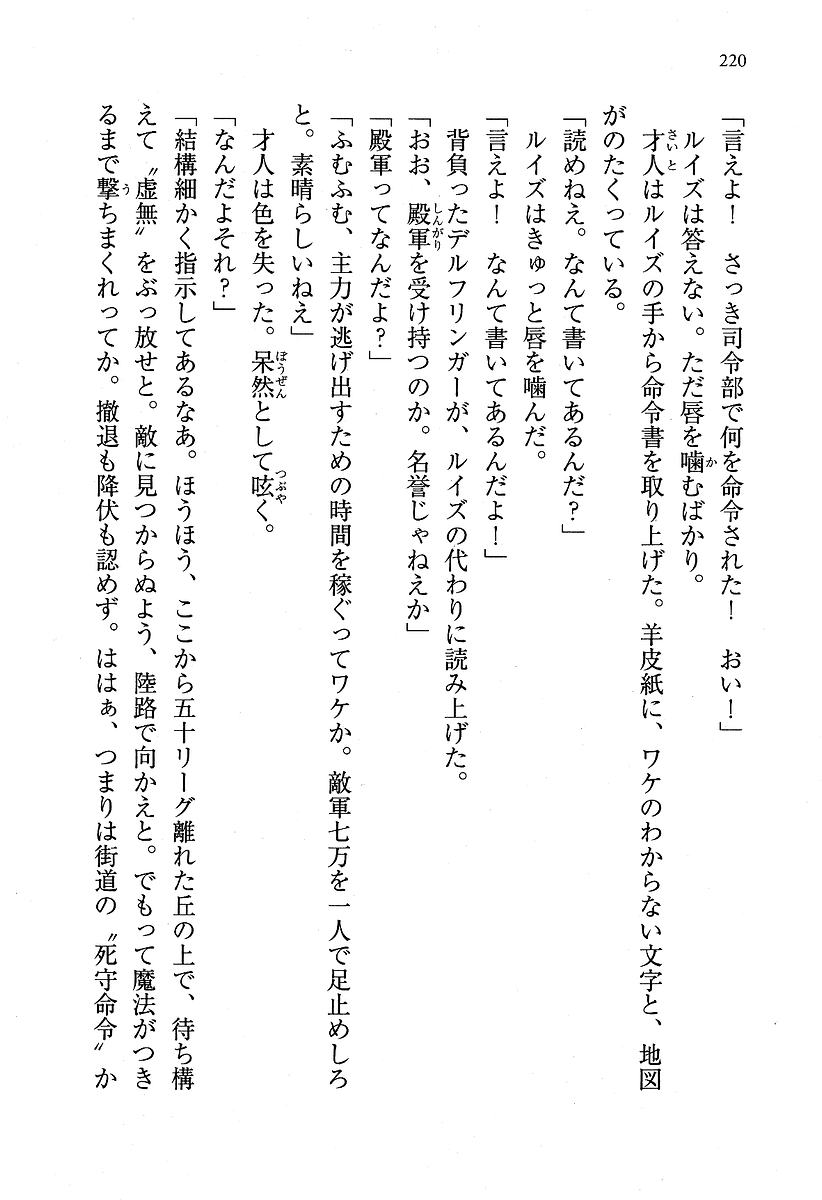 220
「言えよ！　さっき司令部で何を命令された！　おい！」
ルイズは答えない。ただ唇を噛むばかり。
才人はルイズの手から命令書を取り上げた。羊皮紙に、ワケのわからない文字と、地図
がのたくっている。
「読めねえ。なんて書いてあるんだ？」
ルイズはきゅっと唇を噛んだ。
「言えよ！　なんて書いてあるんだよ！」
背負ったデルフリンガーが、ルイズの代わりに読み上げた。
「おお、殿軍を受け持つのか。名誉じゃねえか」
「殿軍ってなんだよ？」
「ふむふむ、主力が逃げ出すための時間を稼ぐってワケか。敵軍七万を一人で足止めしろ
と。素晴らしいねえ」
才人は色を失った。呆然として呟く。
「なんだよそれ？」
「結構細かく指示してあるなあ。ほうほう、ここから五十リーグ離れた丘の上で、待ち構
えて〝虚無〟をぶっ放せと。敵に見つからぬよう、陸路で向かえと。でもって魔法がつき
るまで撃ちまくれってか。撤退も降伏も認めず。ははぁ、つまりは街道の〝死守命令〟か